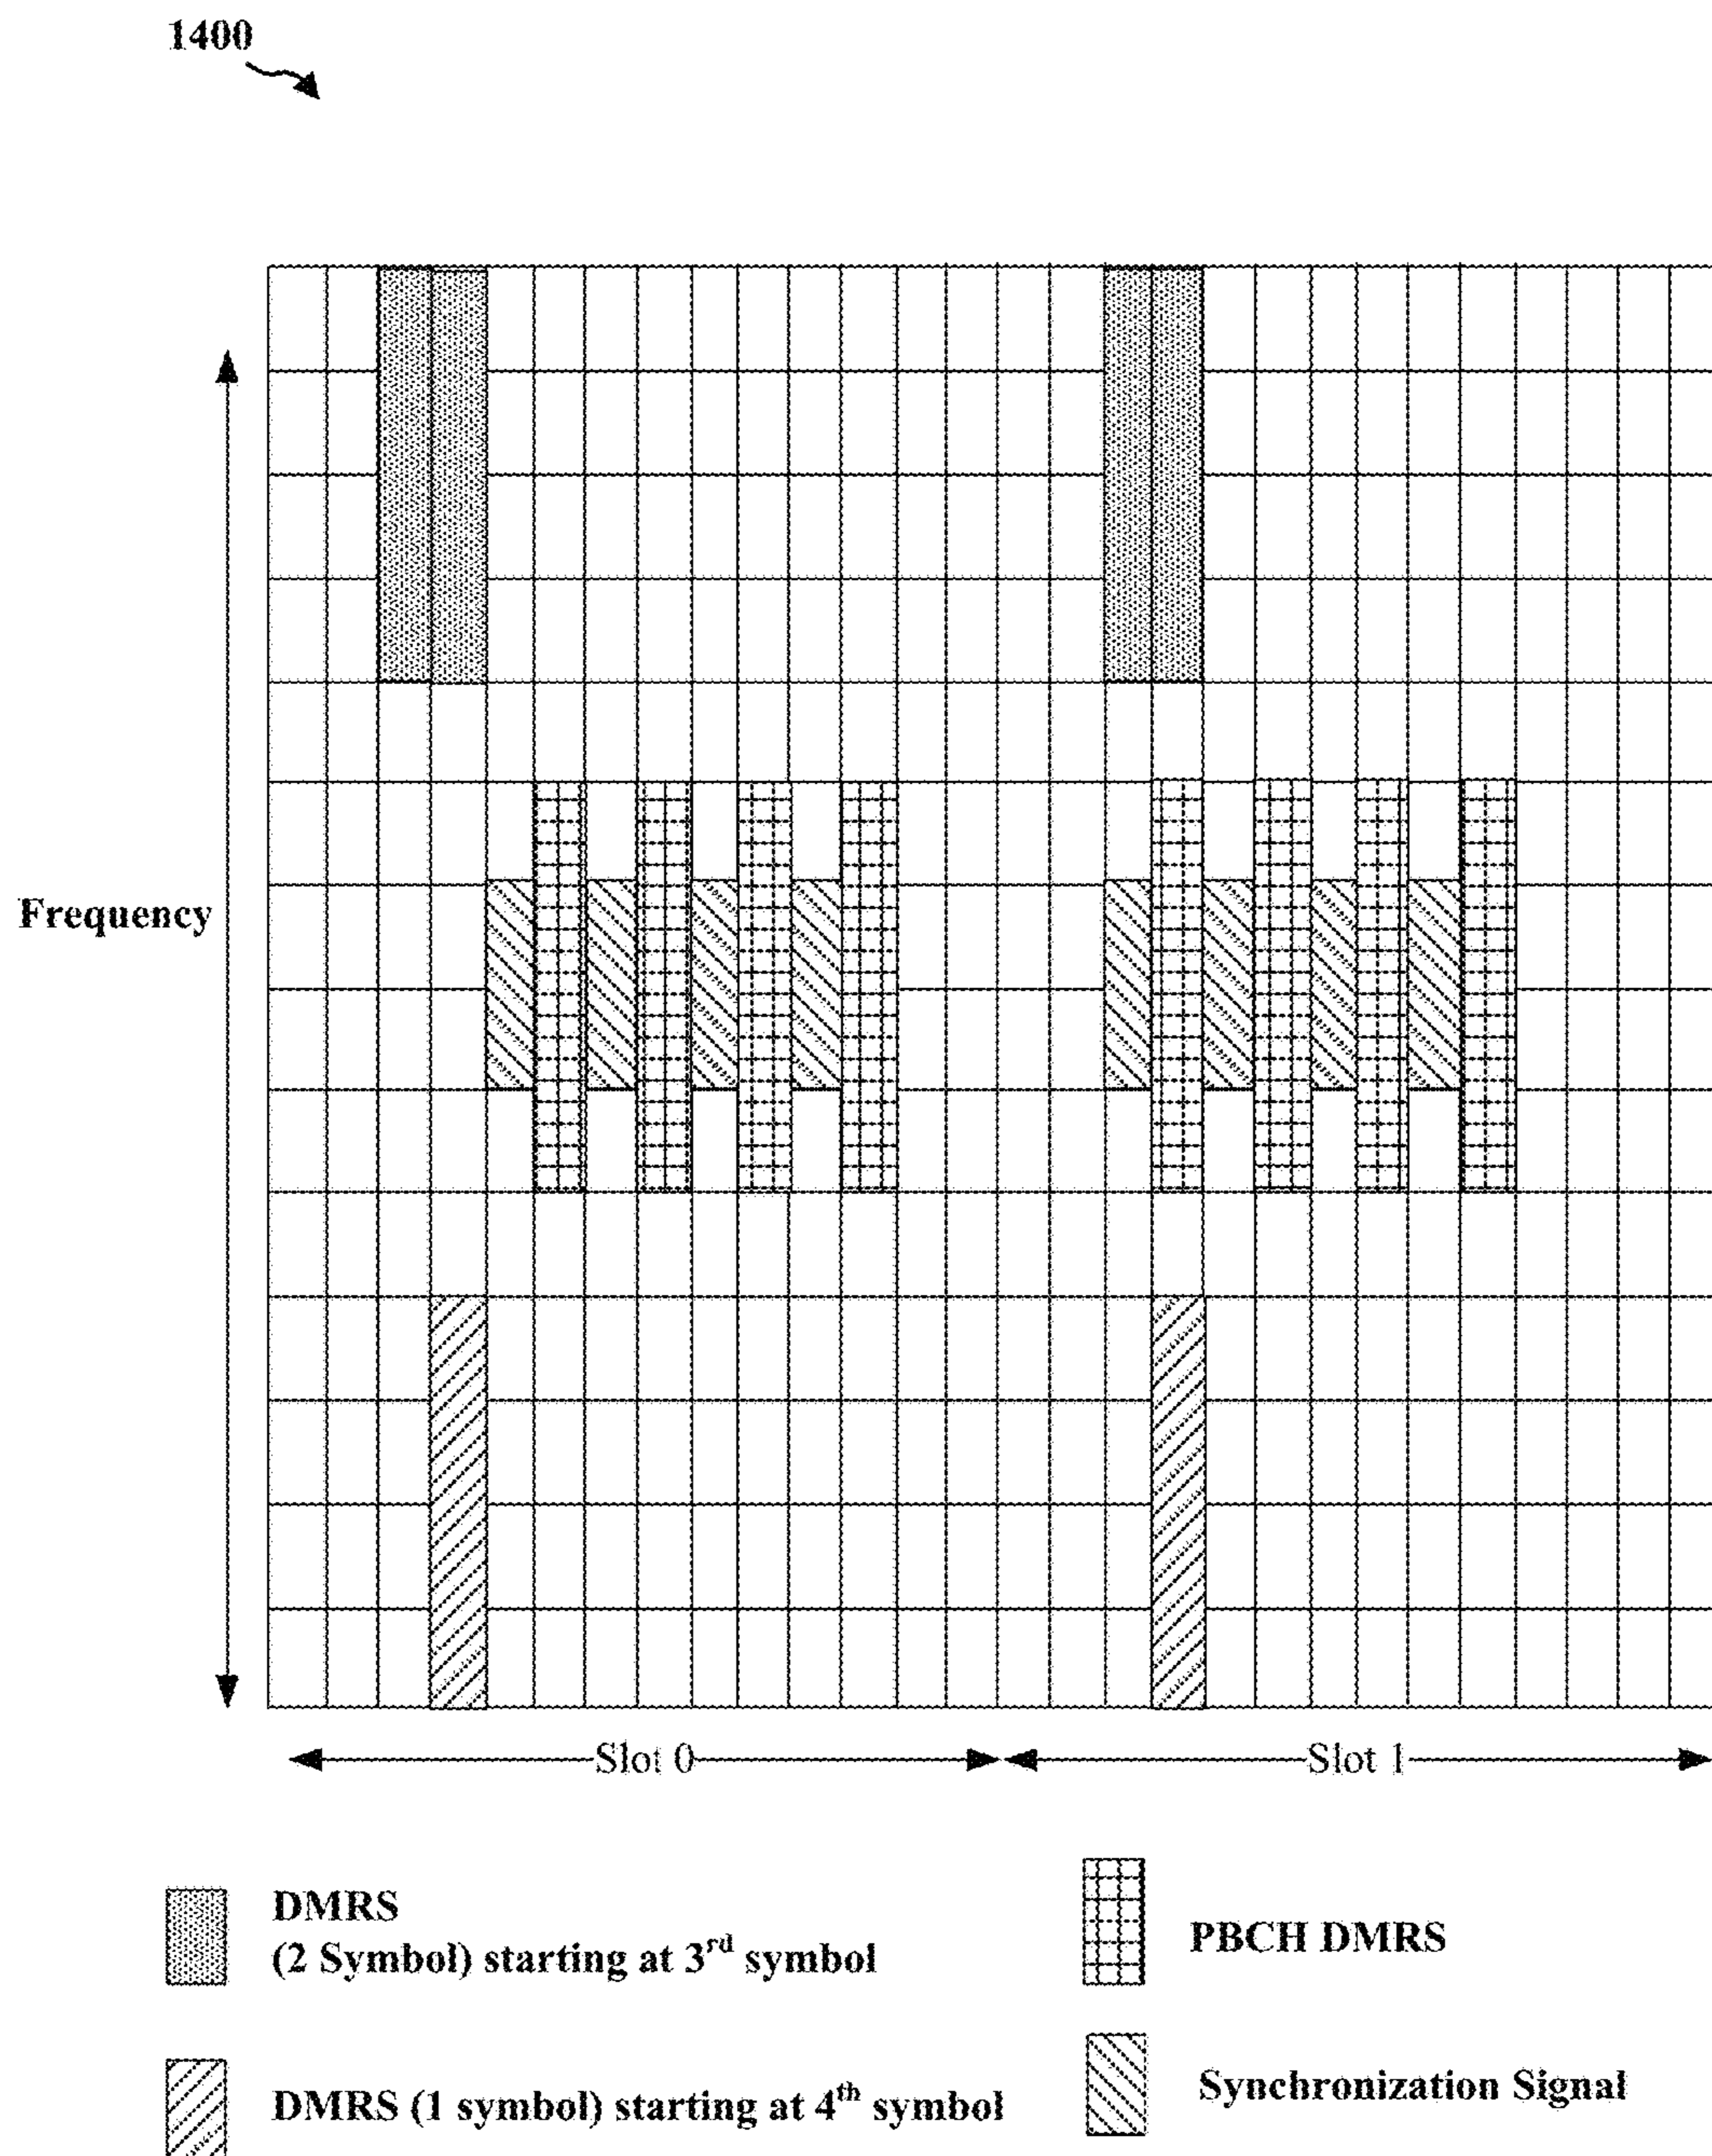 1400
Frequency
Slot 0
Slot 1
DMRS
(2 Symbol) starting at 3rd symbol
PBCH DMRS
DMRS (1 symbol) starting at 4th symbol
Synchronization Signal